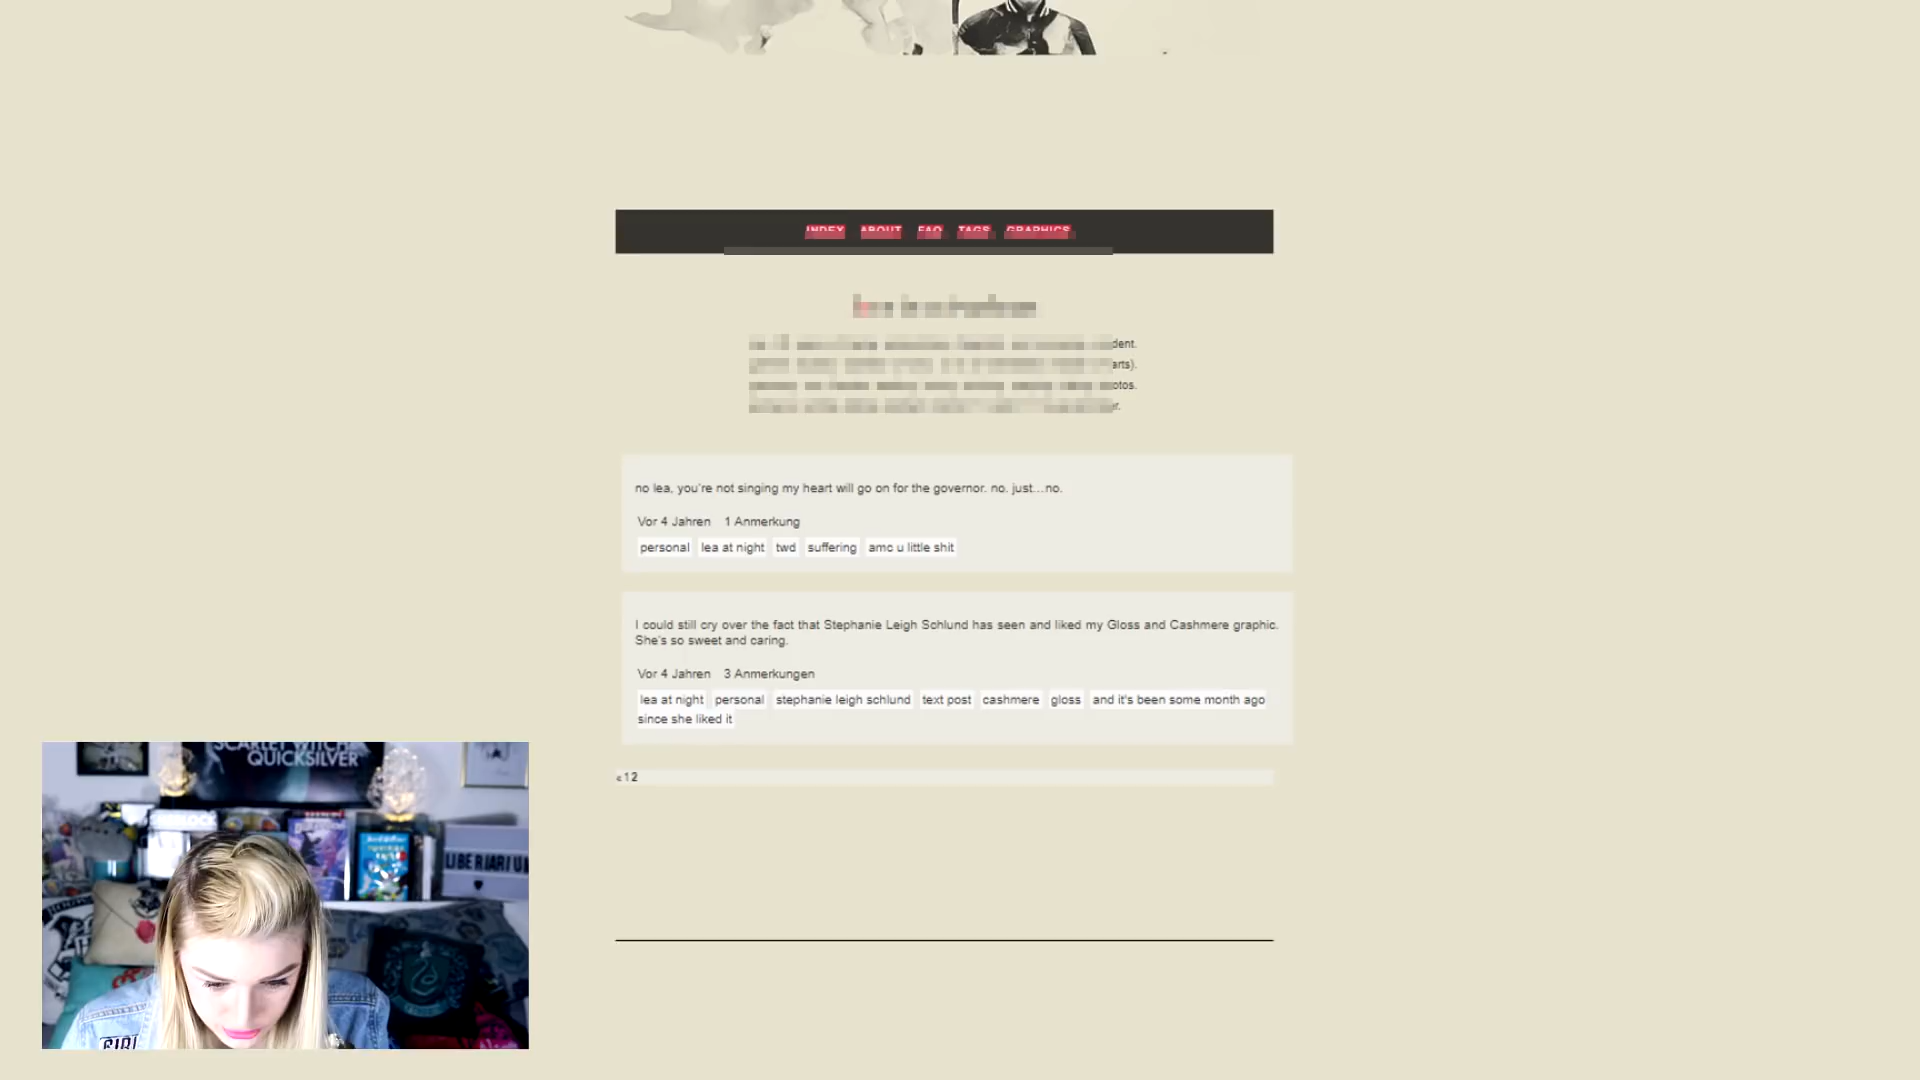 INDEX ABOUT FAQ TAGS GRAPHICS
dent.
arts).
otos.
r.
no lea, you're not singing my heart will go on for the governor. no. just...no.
Vor 4 Jahren 1 Anmerkung
personal lea at night twd suffering amc u little shit
I could still cry over the fact that Stephanie Leigh Schlund has seen and liked my Gloss and Cashmere graphic.
She's so sweet and caring.
Vor 4 Jahren 3 Anmerkungen
lea at night personal stephanie leigh schlund text post cashmere gloss and it's been some month ago
since she liked it
« 1 2
SCARLET WITCH
QUICKSILVER
GIRL